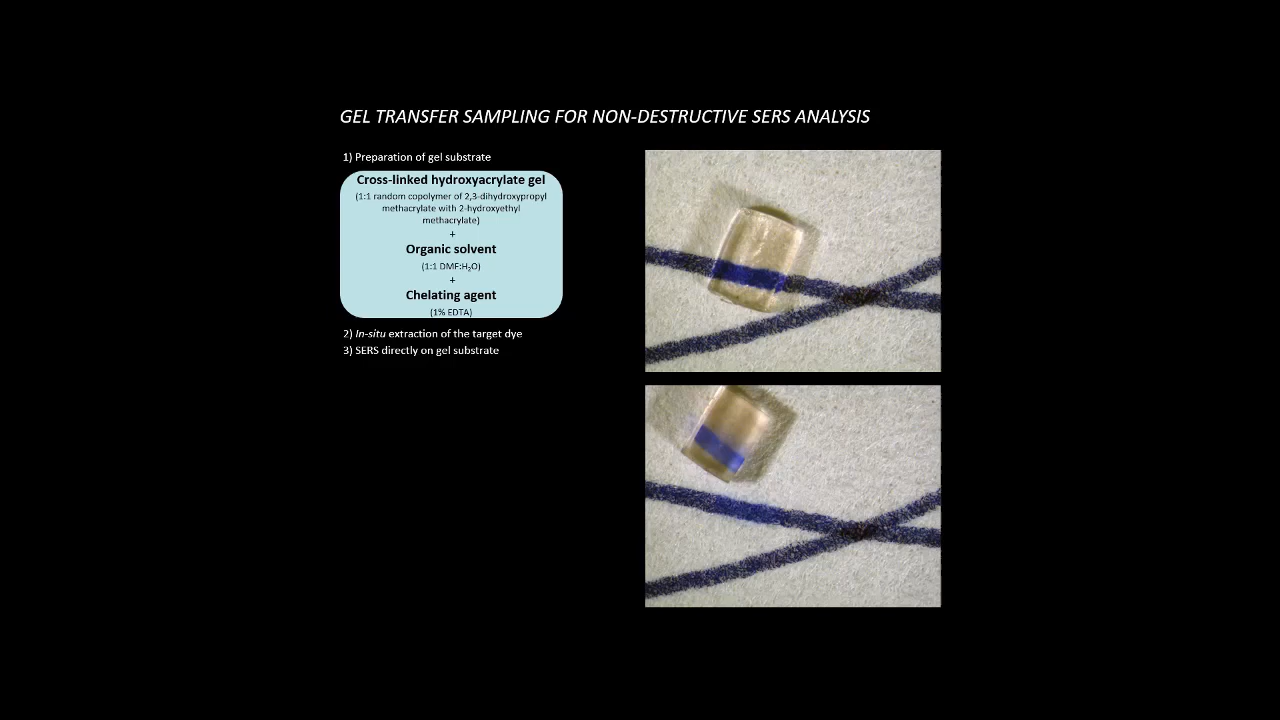 GEL TRANSFER SAMPLING FOR NON-DESTRUCTIVE SERS ANALYSIS
1) Preparation of gel substrate
Cross-linked hydroxyacrylate gel
(1:1 random copolymer of 2,3-dihydroxypropyl
methacrylate with 2-hydroxyethyl
methacrylate)
+
Organic solvent
(1:1 DMF:H₂O)
+
Chelating agent
(1% EDTA)
2) In-situ extraction of the target dye
3) SERS directly on gel substrate